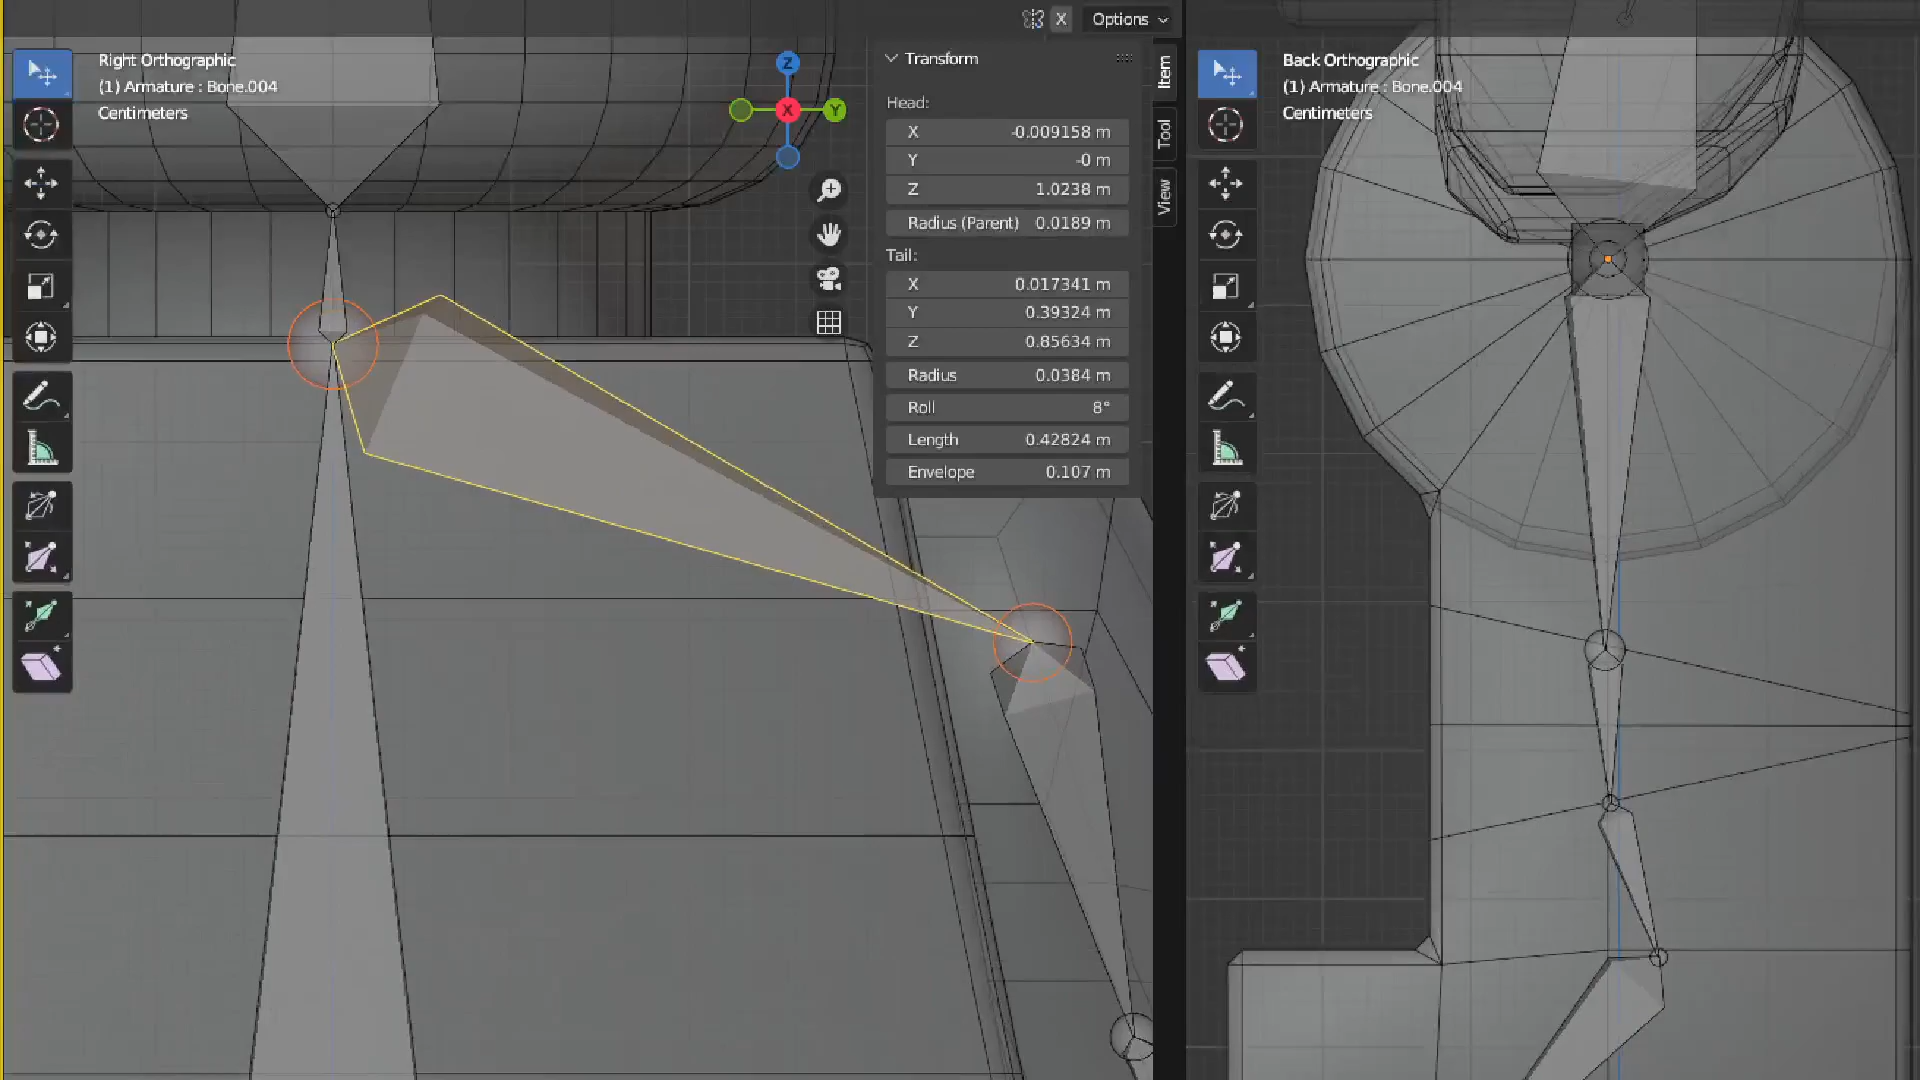 X Options
Right Orthographic
(1) Armature : Bone.004
Centimeters
Z
X
Y
Transform
Head:
X -0.009158 m
Y -0 m
Z 1.0238 m
Radius (Parent) 0.0189 m
Tail:
X 0.017341 m
Y 0.39324 m
Z 0.85634 m
Radius 0.0384 m
Roll 8°
Length 0.42824 m
Envelope 0.107 m
Item
Tool
View
Back Orthographic
(1) Armature : Bone.004
Centimeters